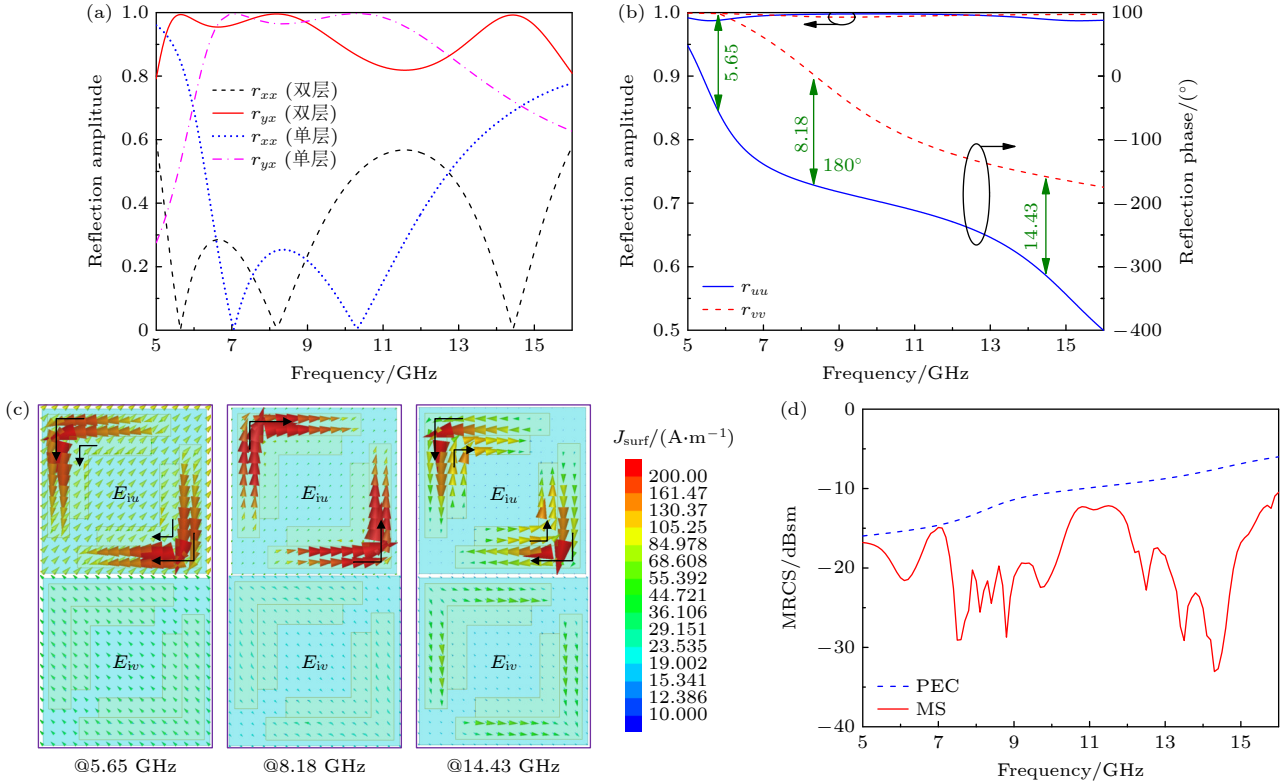 (a)
1.0
0.8
0.6
0.4
0.2
0
Reflection amplitude
r_xx (双层)
r_yx (双层)
r_xx (单层)
r_yx (单层)
5 7 9 11 13 15
Frequency/GHz
(b)
1.0
0.9
0.8
0.7
0.6
0.5
Reflection amplitude
5.65
8.18
180°
14.43
r_uu
r_vv
100
0
−100
−200
−300
−400
Reflection phase/(°)
5 7 9 11 13 15
Frequency/GHz
(c)
E_iu
E_iu
E_iu
E_iv
E_iv
E_iv
@5.65 GHz
@8.18 GHz
@14.43 GHz
J_surf/(A·m⁻¹)
200.00
161.47
130.37
105.25
84.978
68.608
55.392
44.721
36.106
29.151
23.535
19.002
15.341
12.386
10.000
(d)
0
−10
−20
−30
−40
MRCS/dBsm
PEC
MS
5 7 9 11 13 15
Frequency/GHz